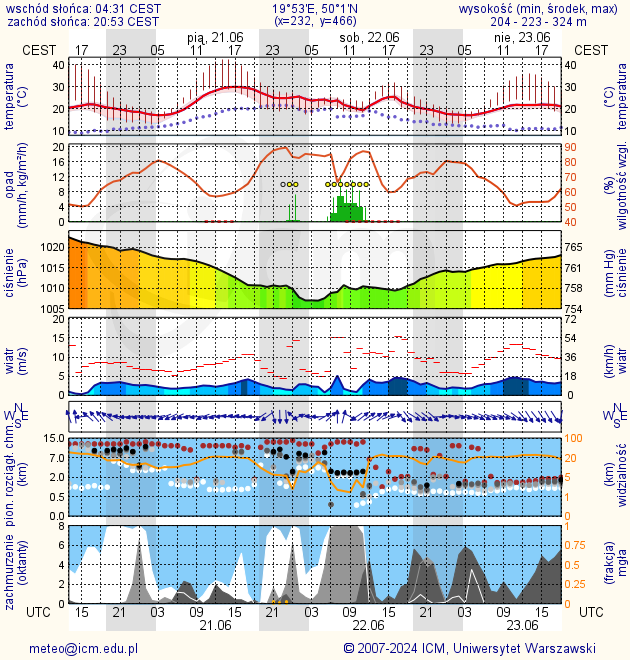 wschód słońca: 04:31 CEST 19°53'E, 50°1'N wysokość (min, środek, max)
zachód słońca: 20:53 CEST (x=232, y=466) 204 - 223 - 324 m
pią, 21.06 sob, 22.06 nie, 23.06
CEST 17 23 05 11 17 23 05 11 17 23 05 11 17 CEST
temperatura (°C)
40 30 20 10
40 30 20 10
temperatura (°C)
opad (mm/h, kg/m²/h)
20 16 12 8 4 0
90 80 70 60 50 40
wilgotność wzgl. (%)
ciśnienie (hPa)
1020 1015 1010 1005
765 761 758 754
ciśnienie (mm Hg)
wiatr (m/s)
20 15 10 5 0
72 54 36 18 0
wiatr (km/h)
N W E S
N W E S
pion. rozciągł. chm. (km)
15.0 7.0 2.0 0.5 0.0
100 20 5 1 0
widzialność (km)
zachmurzenie (oktanty)
8 6 4 2 0
1 0.75 0.5 0.25 0
mgła (frakcja)
UTC 15 21 03 09 15 21 03 09 15 21 03 09 15 UTC
21.06 22.06 23.06
meteo@icm.edu.pl © 2007-2024 ICM, Uniwersytet Warszawski